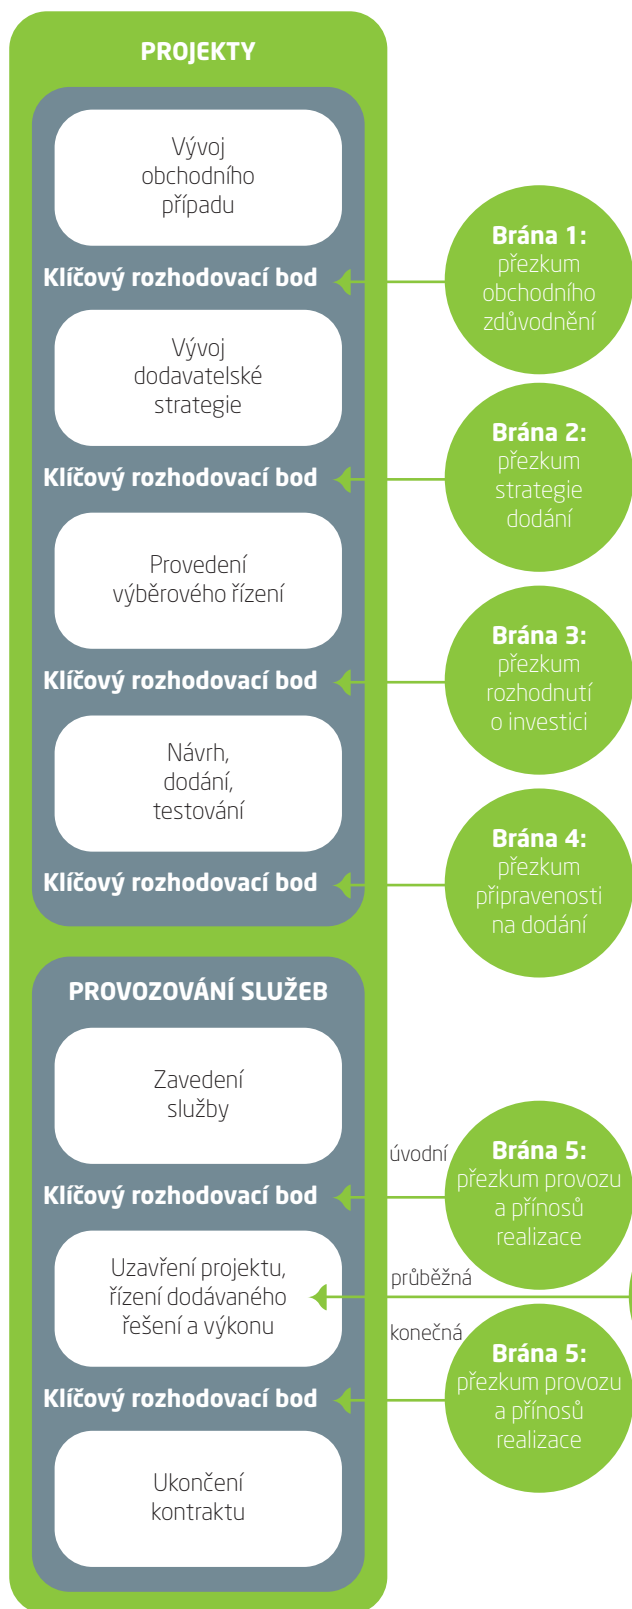 PROJEKTY
Vývoj
obchodního
případu
Klíčový rozhodovací bod
Brána 1:
přezkum
obchodního
zdůvodnění
Vývoj
dodavatelské
strategie
Klíčový rozhodovací bod
Brána 2:
přezkum
strategie
dodání
Provedení
výběrového řízení
Klíčový rozhodovací bod
Brána 3:
přezkum
rozhodnutí
o investici
Návrh,
dodání,
testování
Klíčový rozhodovací bod
Brána 4:
přezkum
připravenosti
na dodání
PROVOZOVÁNÍ SLUŽEB
Zavedení
služby
Klíčový rozhodovací bod
úvodní
Brána 5:
přezkum provozu
a přínosů
realizace
Uzavření projektu,
řízení dodávaného
řešení a výkonu
průběžná
Klíčový rozhodovací bod
konečná
Brána 5:
přezkum provozu
a přínosů
realizace
Ukončení
kontraktu